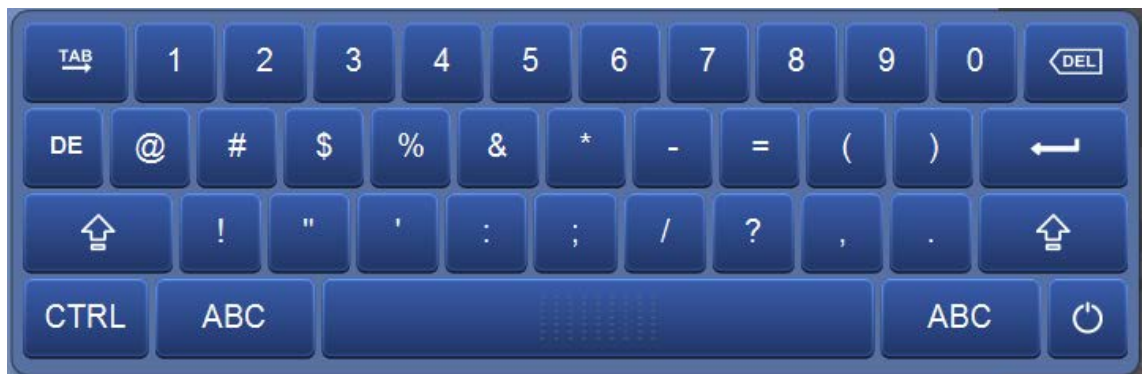 TAB 1 2 3 4 5 6 7 8 9 0 DEL
DE @ # $ % & * - = ( )
! " ' : ; / ? , .
CTRL ABC ABC